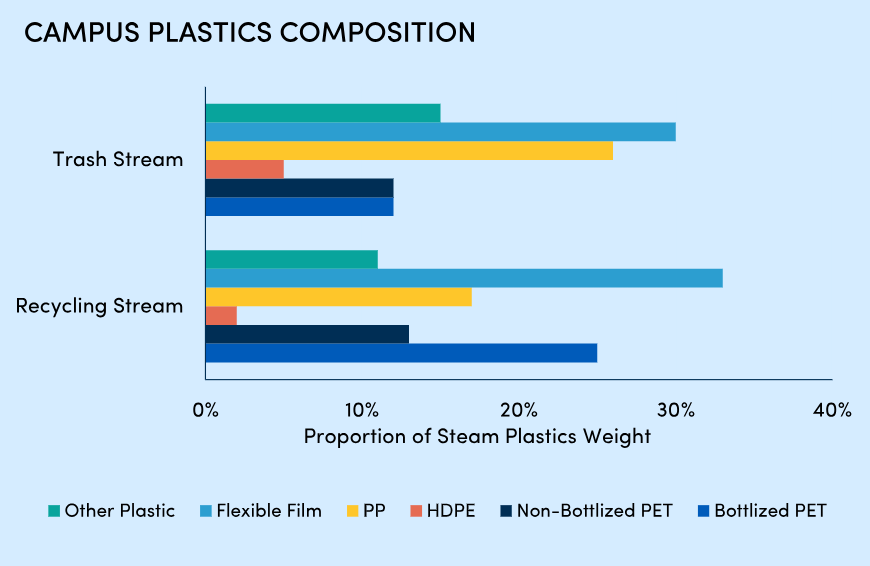 CAMPUS PLASTICS COMPOSITION
Trash Stream
Recycling Stream
0% 10% 20% 30% 40%
Proportion of Steam Plastics Weight
Other Plastic Flexible Film PP HDPE Non-Bottlized PET Bottlized PET